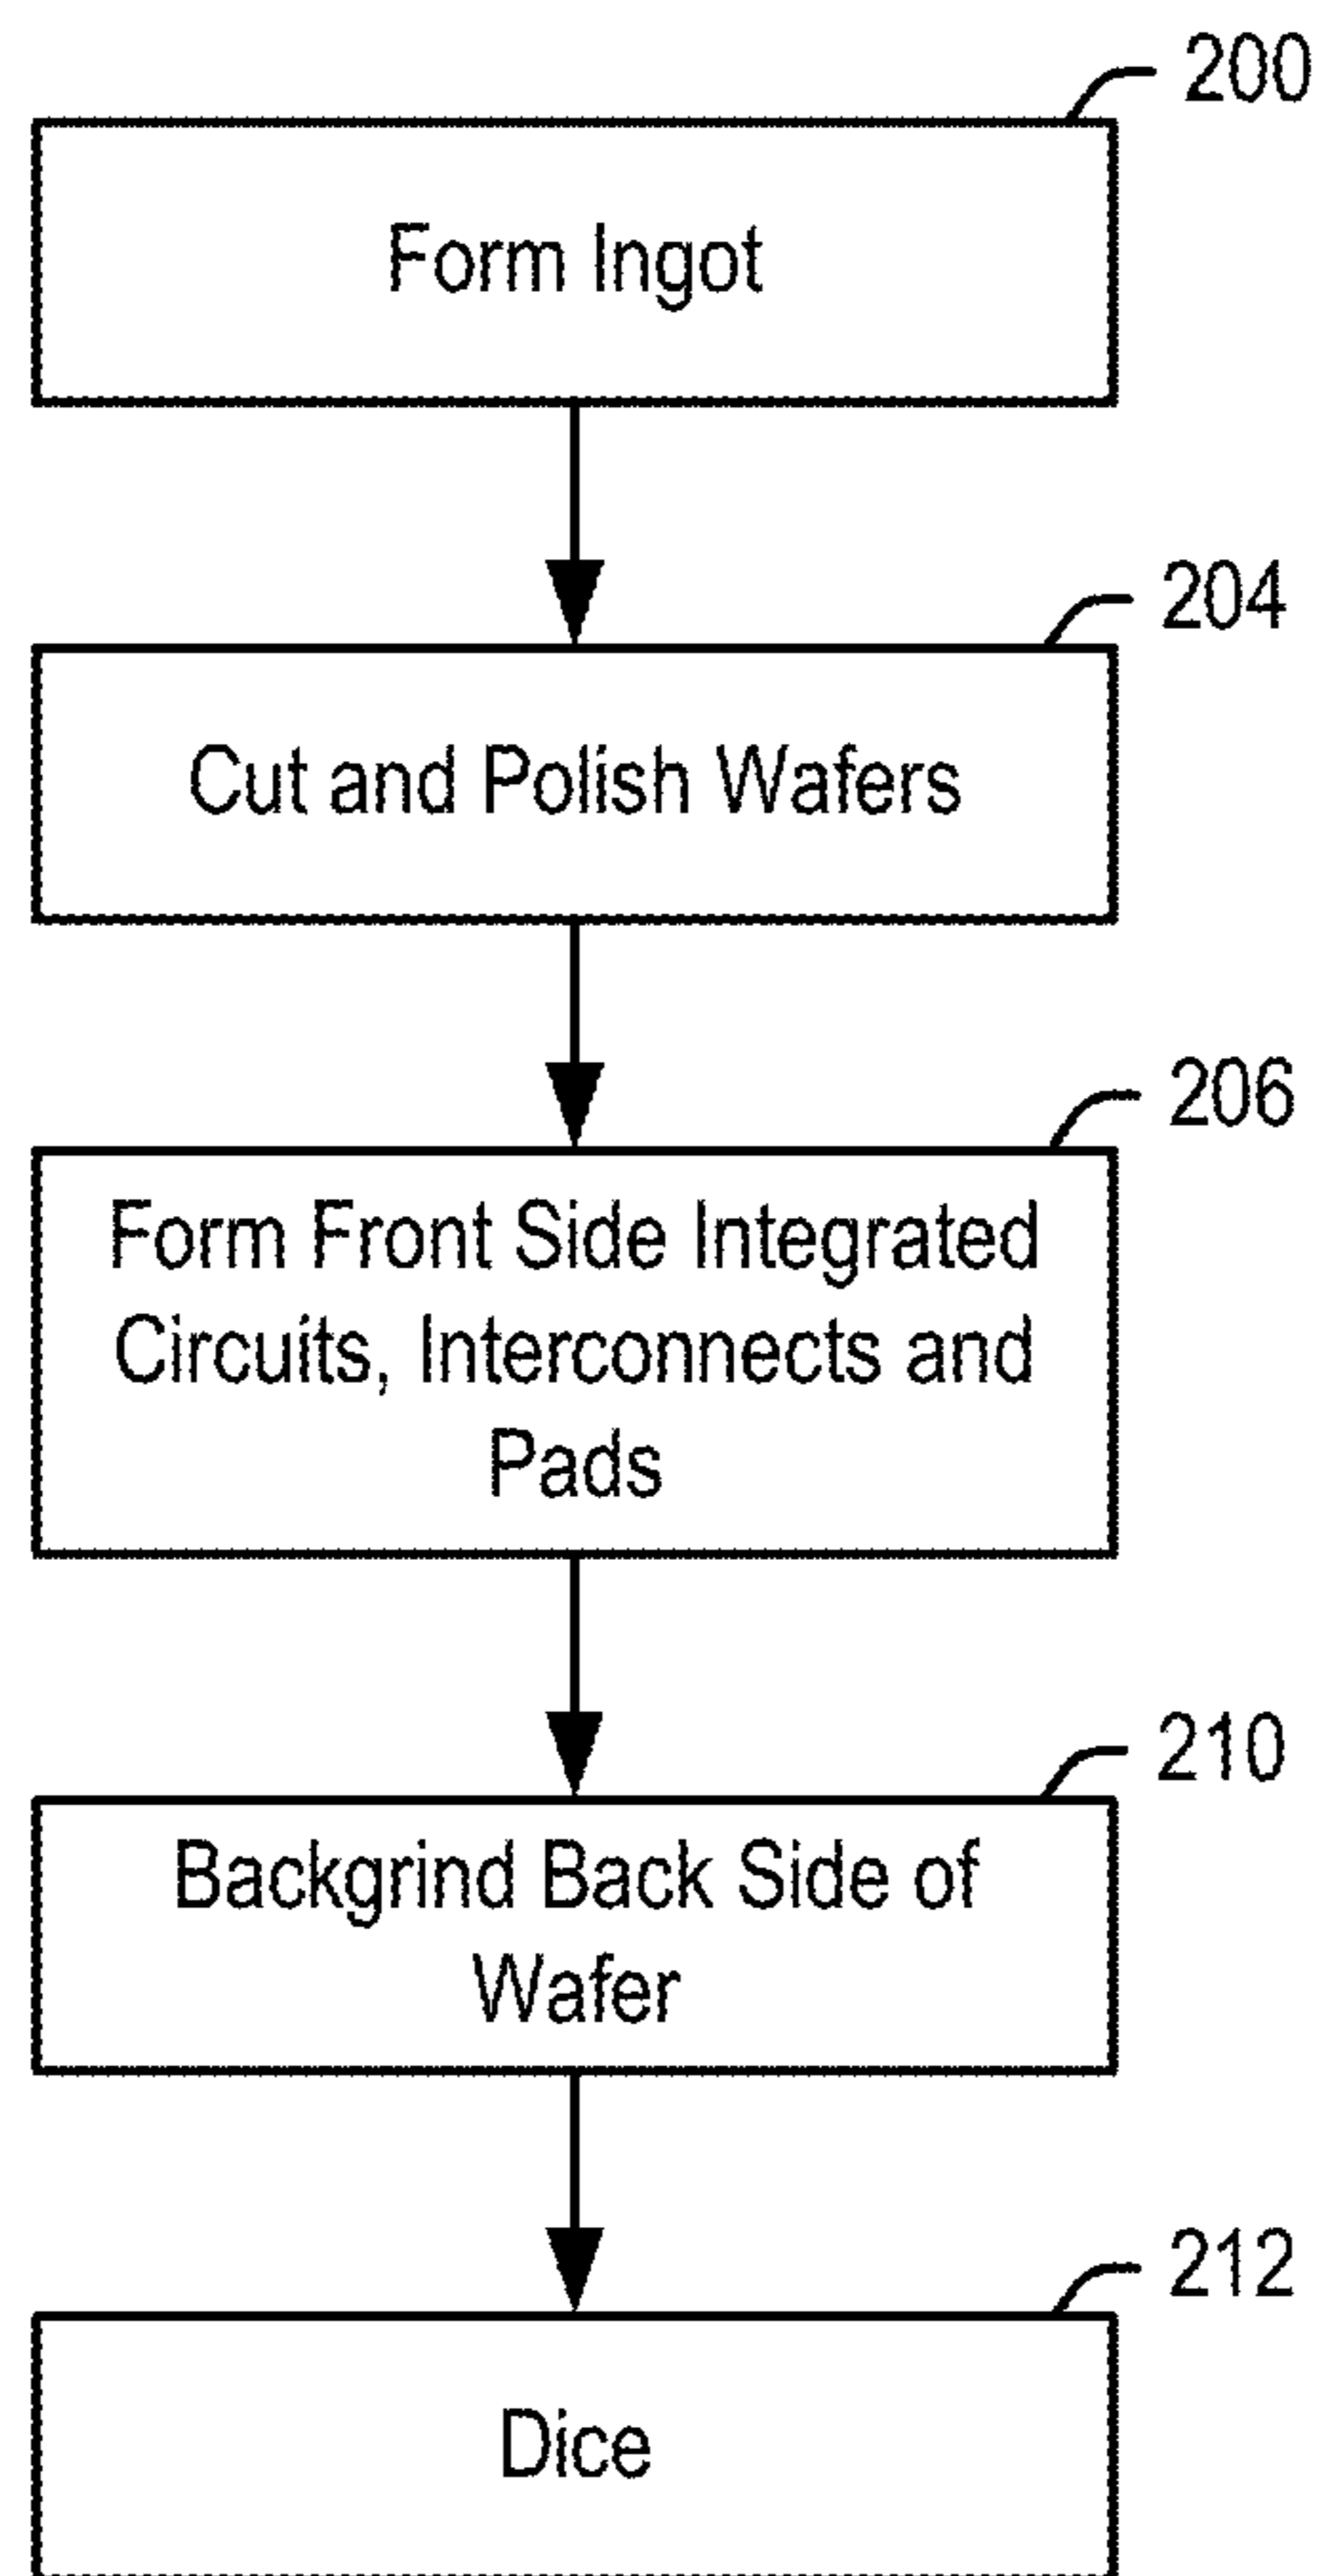 200
Form Ingot
204
Cut and Polish Wafers
206
Form Front Side Integrated
Circuits, Interconnects and
Pads
210
Backgrind Back Side of
Wafer
212
Dice